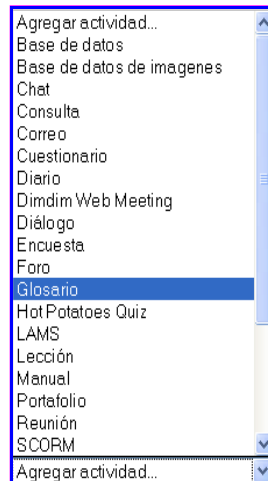 Agregar actividad...
Base de datos
Base de datos de imagenes
Chat
Consulta
Correo
Cuestionario
Diario
Dimdim Web Meeting
Diálogo
Encuesta
Foro
Glosario
Hot Potatoes Quiz
LAMS
Lección
Manual
Portafolio
Reunión
SCORM
Agregar actividad...